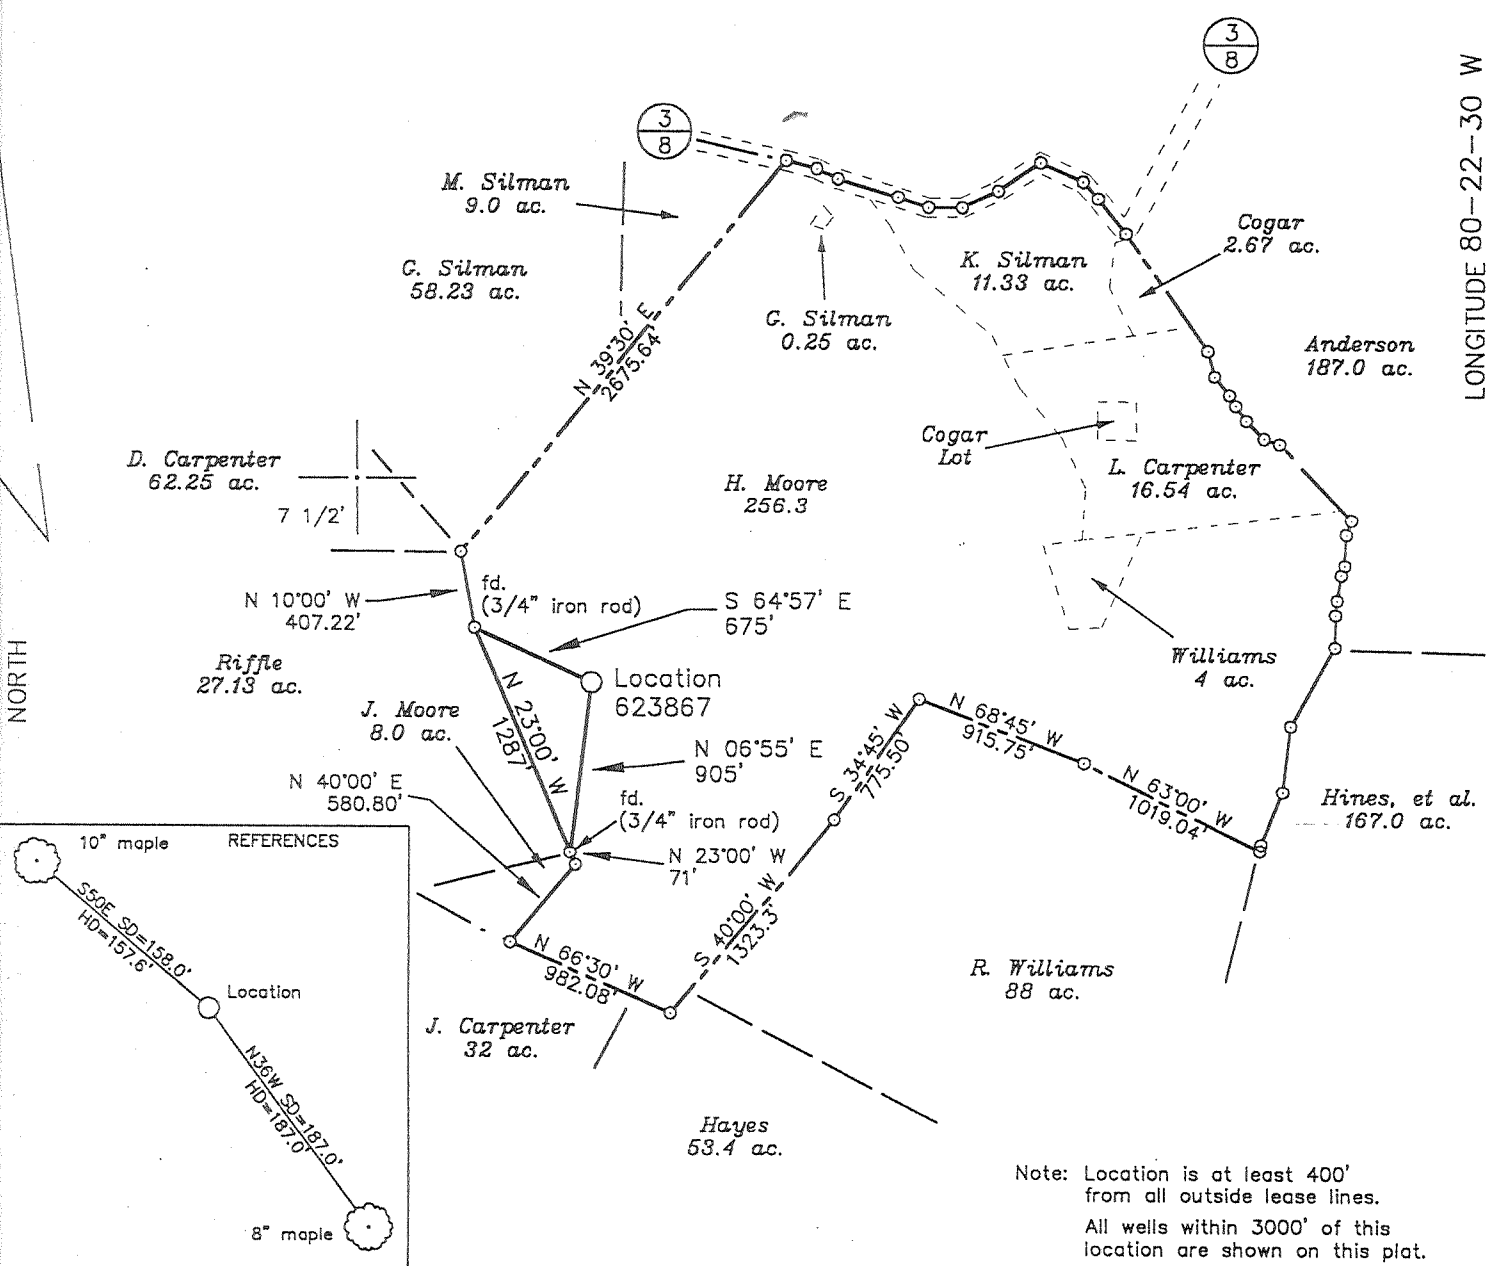 3
8
3
8
LONGITUDE 80-22-30 W
M. Silman
9.0 ac.
G. Silman
58.23 ac.
N 39°30' E
2675.64'
G. Silman
0.25 ac.
K. Silman
11.33 ac.
Cogar
2.67 ac.
Anderson
187.0 ac.
D. Carpenter
62.25 ac.
7 1/2'
H. Moore
256.3
Cogar
Lot
L. Carpenter
16.54 ac.
N 10°00' W
407.22'
fd.
(3/4" iron rod)
S 64°57' E
675'
NORTH
Riffle
27.13 ac.
Location
623867
Williams
4 ac.
J. Moore
8.0 ac.
N 23°00' W
1287'
N 06°55' E
905'
S 34°45' W
775.50'
N 68°45' W
915.75'
N 63°00' W
1019.04'
Hines, et al.
167.0 ac.
N 40°00' E
580.80'
fd.
(3/4" iron rod)
N 23°00' W
71'
S 40°00' W
1323.3'
N 66°30' W
982.08'
R. Williams
88 ac.
J. Carpenter
32 ac.
Hayes
53.4 ac.
REFERENCES
10" maple
S50E SD=158.0'
HD=157.6'
Location
N36W SD=187.0'
HD=187.0'
8" maple
Note: Location is at least 400'
from all outside lease lines.
All wells within 3000' of this
location are shown on this plat.